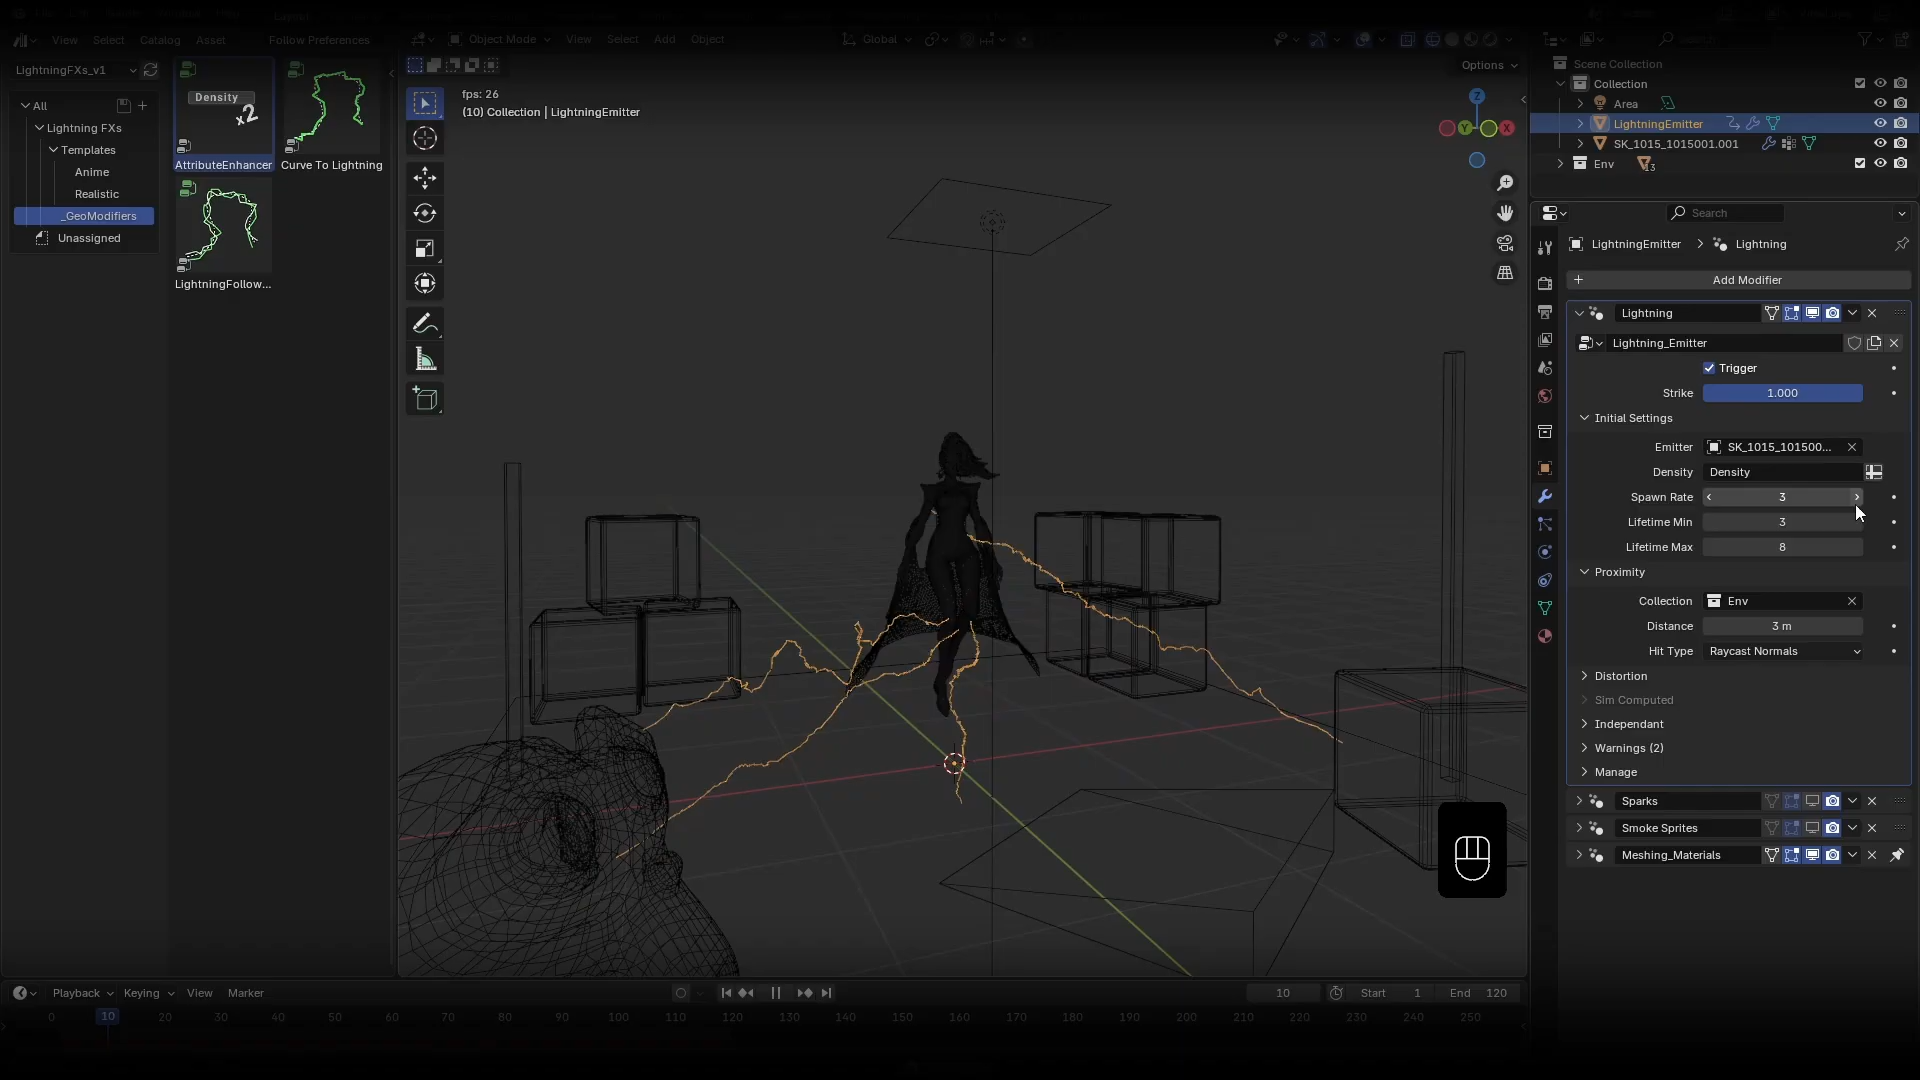 View Select Catalog Asset Follow Preferences
LightningFXs_v1
All
Lightning FXs
Templates
Anime
Realistic
_GeoModifiers
Unassigned
Density
x2
AttributeEnhancer
Curve To Lightning
LightningFollow...
Object Mode View Select Add Object Global
Options
fps: 26
(10) Collection | LightningEmitter
Z
Y
X
Scene Collection
Collection
Area
LightningEmitter
SK_1015_1015001.001
Env
13
Search
LightningEmitter > Lightning
+ Add Modifier
Lightning
Lightning_Emitter
Trigger
Strike 1.000
Initial Settings
Emitter SK_1015_101500...
Density Density
Spawn Rate 3
Lifetime Min 3
Lifetime Max 8
Proximity
Collection Env
Distance 3 m
Hit Type Raycast Normals
Distortion
Sim Computed
Independant
Warnings (2)
Manage
Sparks
Smoke Sprites
Meshing_Materials
Playback Keying View Marker
10 Start 1 End 120
0 10 20 30 40 50 60 70 80 90 100 110 120 130 140 150 160 170 180 190 200 210 220 230 240 250